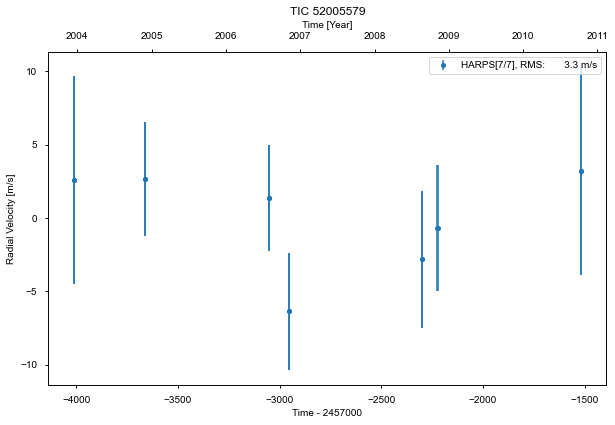 TIC 52005579
Time [Year]
2004 2005 2006 2007 2008 2009 2010 2011
HARPS[7/7], RMS: 3.3 m/s
10
5
0
−5
−10
Radial Velocity [m/s]
−4000 −3500 −3000 −2500 −2000 −1500
Time - 2457000